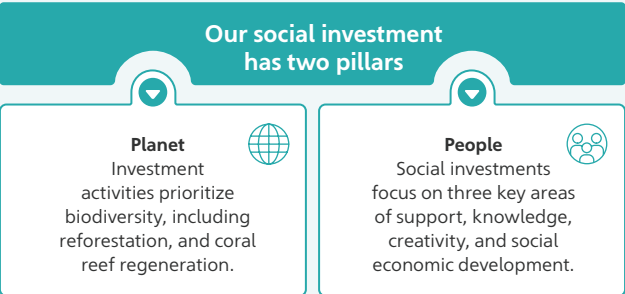 Our social investment
has two pillars
Planet
Investment
activities prioritize
biodiversity, including
reforestation, and coral
reef regeneration.
People
Social investments
focus on three key areas
of support, knowledge,
creativity, and social
economic development.